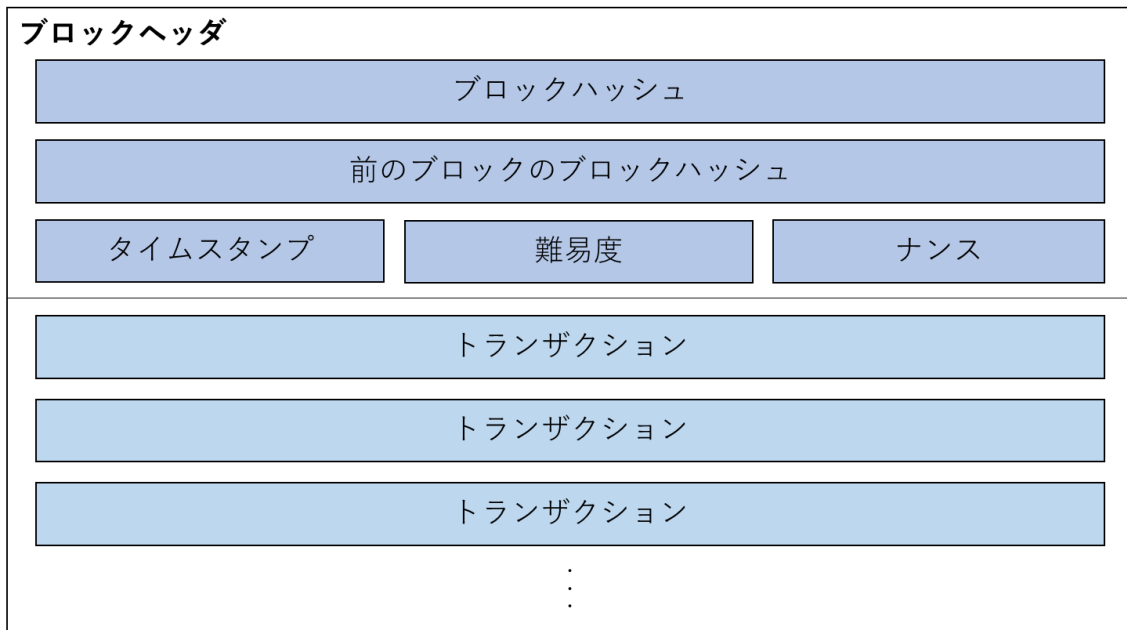 ブロックヘッダ
ブロックハッシュ
前のブロックのブロックハッシュ
タイムスタンプ 難易度 ナンス
トランザクション
トランザクション
トランザクション
.
.
.